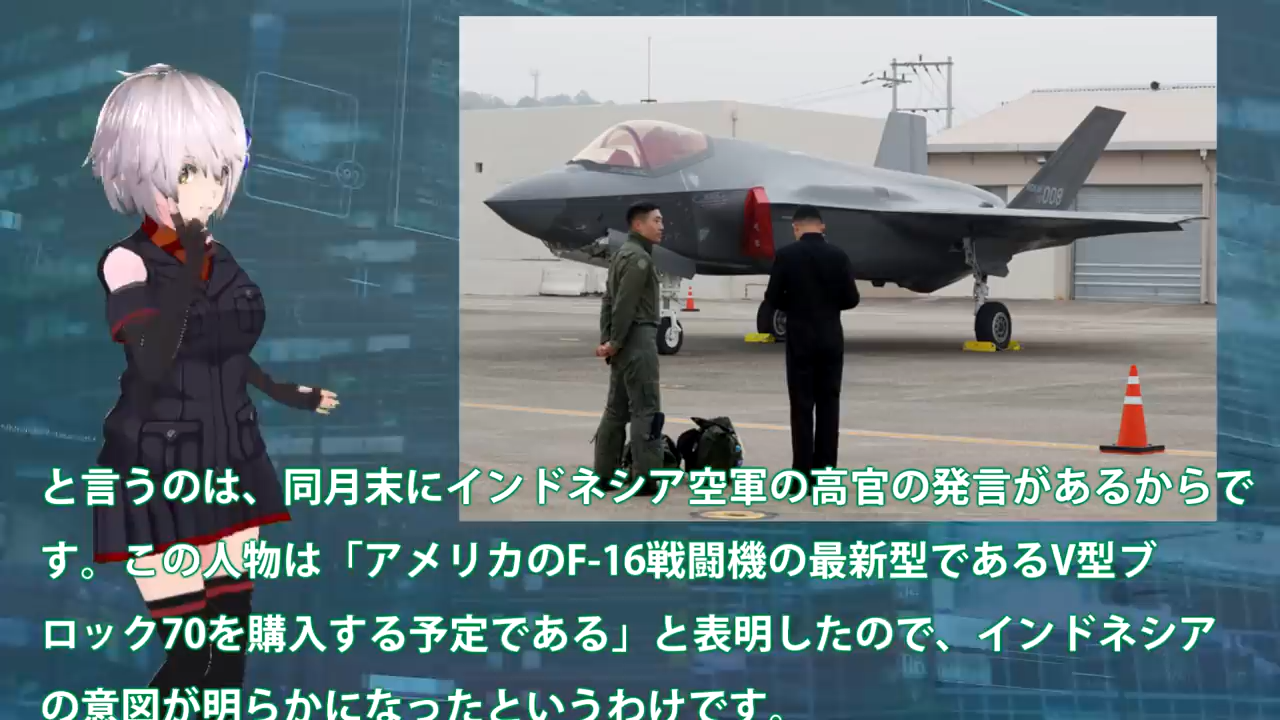 008
と言うのは、同月末にインドネシア空軍の高官の発言があるからで
す。この人物は「アメリカのF-16戦闘機の最新型であるV型ブ
ロック70を購入する予定である」と表明したので、インドネシア
の意図が明らかになったというわけです。